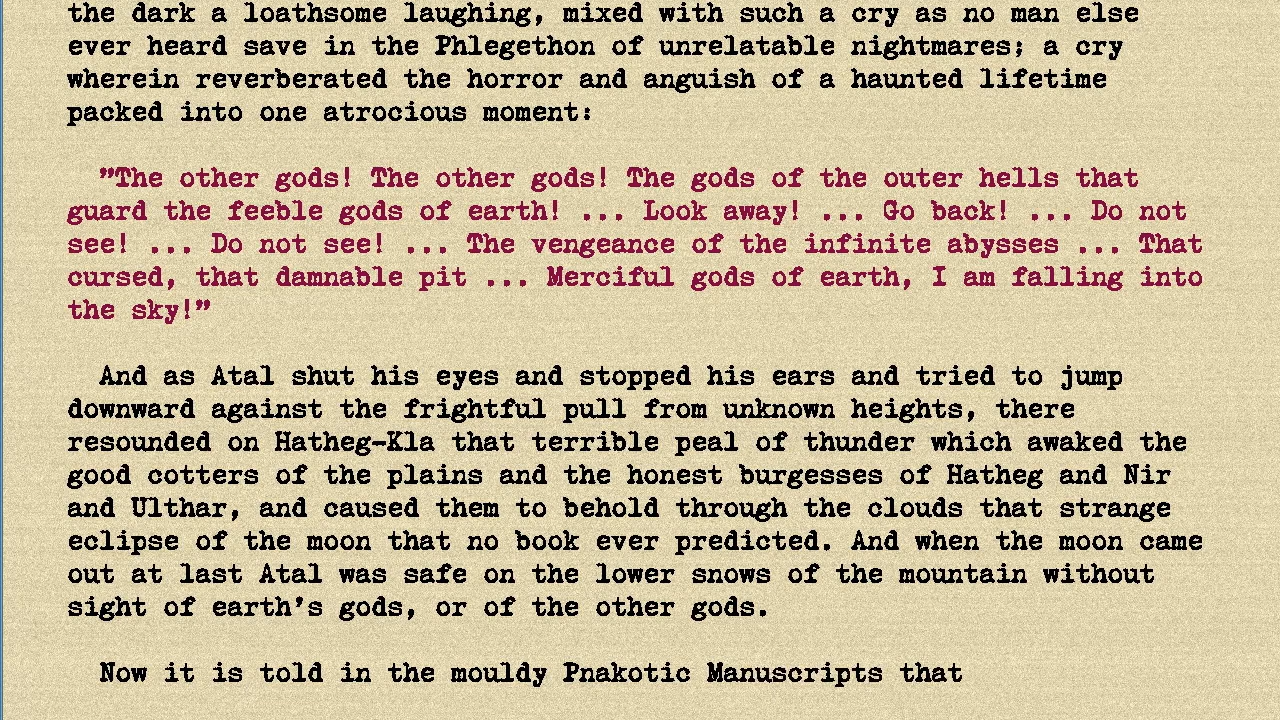 the dark a loathsome laughing, mixed with such a cry as no man else
ever heard save in the Phlegethon of unrelatable nightmares; a cry
wherein reverberated the horror and anguish of a haunted lifetime
packed into one atrocious moment:
”The other gods! The other gods! The gods of the outer hells that
guard the feeble gods of earth! ... Look away! ... Go back! ... Do not
see! ... Do not see! ... The vengeance of the infinite abysses ... That
cursed, that damnable pit ... Merciful gods of earth, I am falling into
the sky!”
And as Atal shut his eyes and stopped his ears and tried to jump
downward against the frightful pull from unknown heights, there
resounded on Hatheg-Kla that terrible peal of thunder which awaked the
good cotters of the plains and the honest burgesses of Hatheg and Nir
and Ulthar, and caused them to behold through the clouds that strange
eclipse of the moon that no book ever predicted. And when the moon came
out at last Atal was safe on the lower snows of the mountain without
sight of earth’s gods, or of the other gods.
Now it is told in the mouldy Pnakotic Manuscripts that